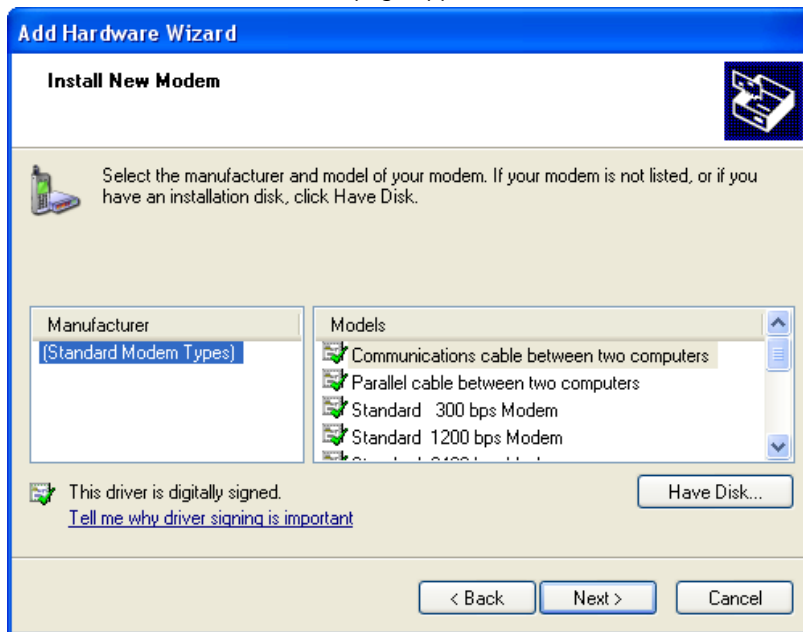 Add Hardware Wizard
Install New Modem
Select the manufacturer and model of your modem. If your modem is not listed, or if you
have an installation disk, click Have Disk.
Manufacturer
Models
(Standard Modem Types)
Communications cable between two computers
Parallel cable between two computers
Standard 300 bps Modem
Standard 1200 bps Modem
This driver is digitally signed.
Have Disk...
Tell me why driver signing is important
< Back
Next >
Cancel